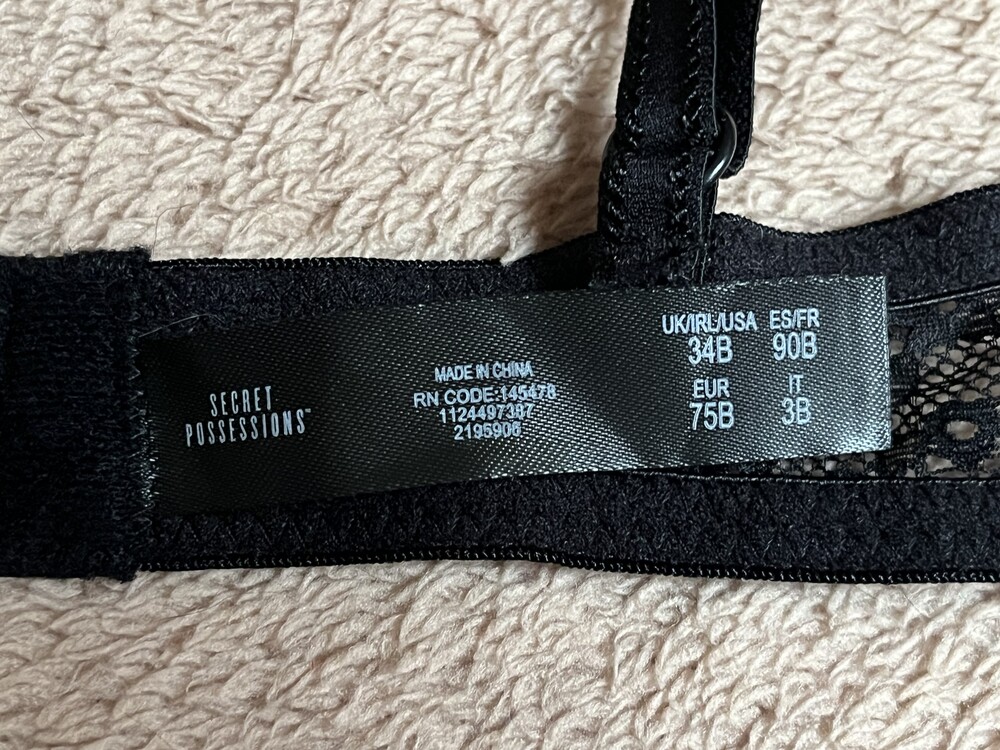 SECRET
POSSESSIONS™
MADE IN CHINA
RN CODE:145478
1124497387
2195906
UK/IRL/USA ES/FR
34B 90B
EUR IT
75B 3B